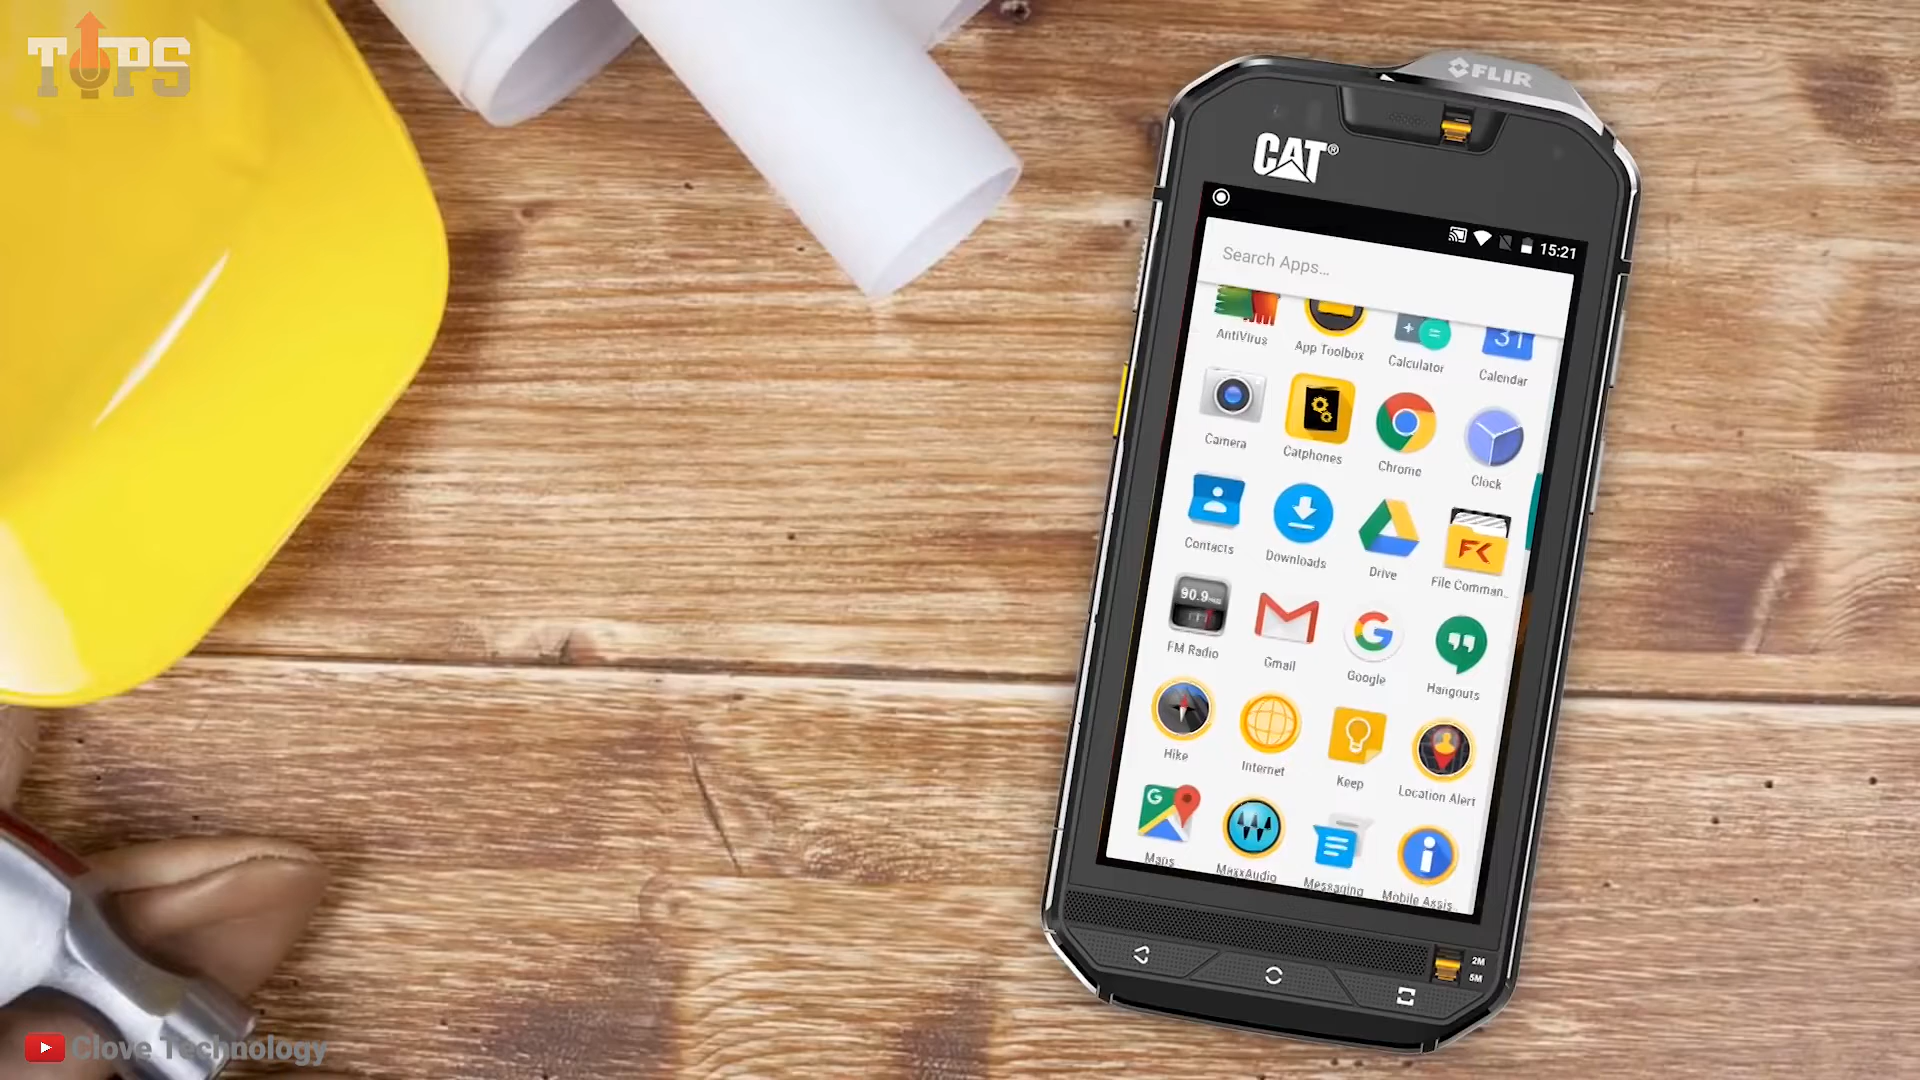 TOPS
FLIR
CAT®
15:21
Search Apps...
AntiVirus
App Toolbox
Calculator
31
Calendar
Camera
Catphones
Chrome
Clock
Contacts
Downloads
Drive
FC
File Comman..
90.9
FM Radio
Gmail
Google
Hangouts
Hike
Internet
Keep
Location Alert
G
Maps
MaxxAudio
Messaging
Mobile Assis..
2M
5M
Clove Technology